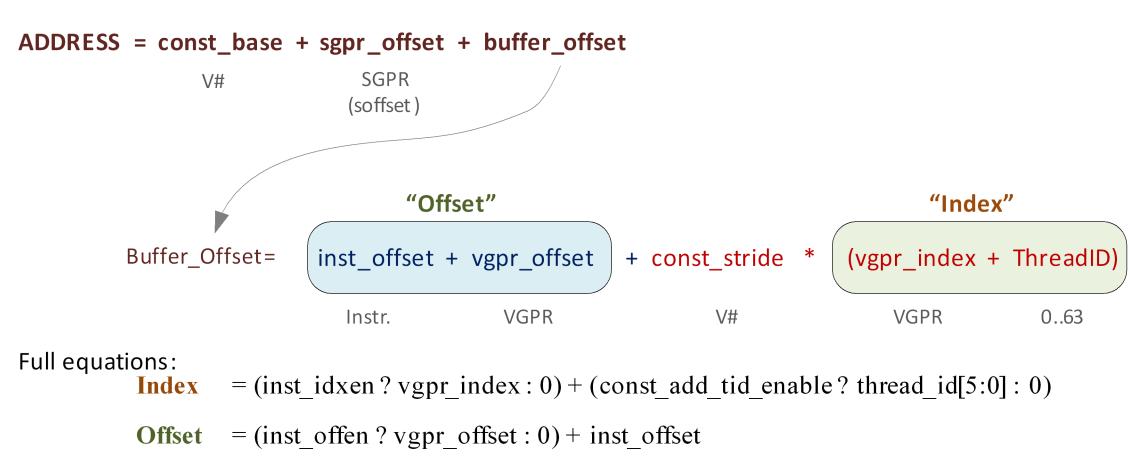 ADDRESS = const_base + sgpr_offset + buffer_offset
V# SGPR
(soffset)
“Offset” “Index”
Buffer_Offset= inst_offset + vgpr_offset + const_stride * (vgpr_index + ThreadID)
Instr. VGPR V# VGPR 0..63
Full equations:
Index = (inst_idxen ? vgpr_index : 0) + (const_add_tid_enable ? thread_id[5:0] : 0)
Offset = (inst_offen ? vgpr_offset : 0) + inst_offset